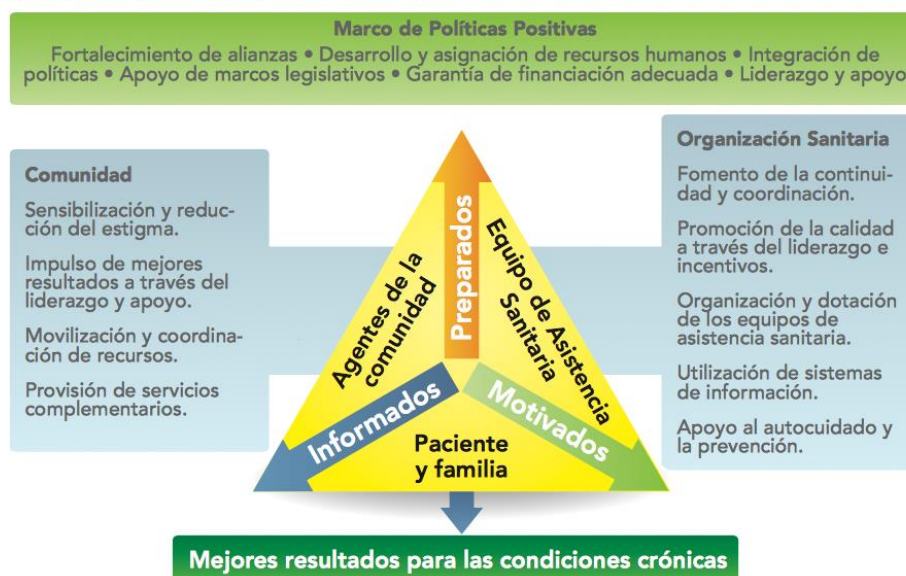 Marco de Políticas Positivas
Fortalecimiento de alianzas • Desarrollo y asignación de recursos humanos • Integración de
políticas • Apoyo de marcos legislativos • Garantía de financiación adecuada • Liderazgo y apoyo
Comunidad
Sensibilización y reduc-
ción del estigma.
Impulso de mejores
resultados a través del
liderazgo y apoyo.
Movilización y coordina-
ción de recursos.
Provisión de servicios
complementarios.
Agentes de la
comunidad
Preparados
Equipo de Asistencia
Sanitaria
Informados
Motivados
Paciente
y familia
Organización Sanitaria
Fomento de la continui-
dad y coordinación.
Promoción de la calidad
a través del liderazgo e
incentivos.
Organización y dotación
de los equipos de
asistencia sanitaria.
Utilización de sistemas
de información.
Apoyo al autocuidado y
la prevención.
Mejores resultados para las condiciones crónicas